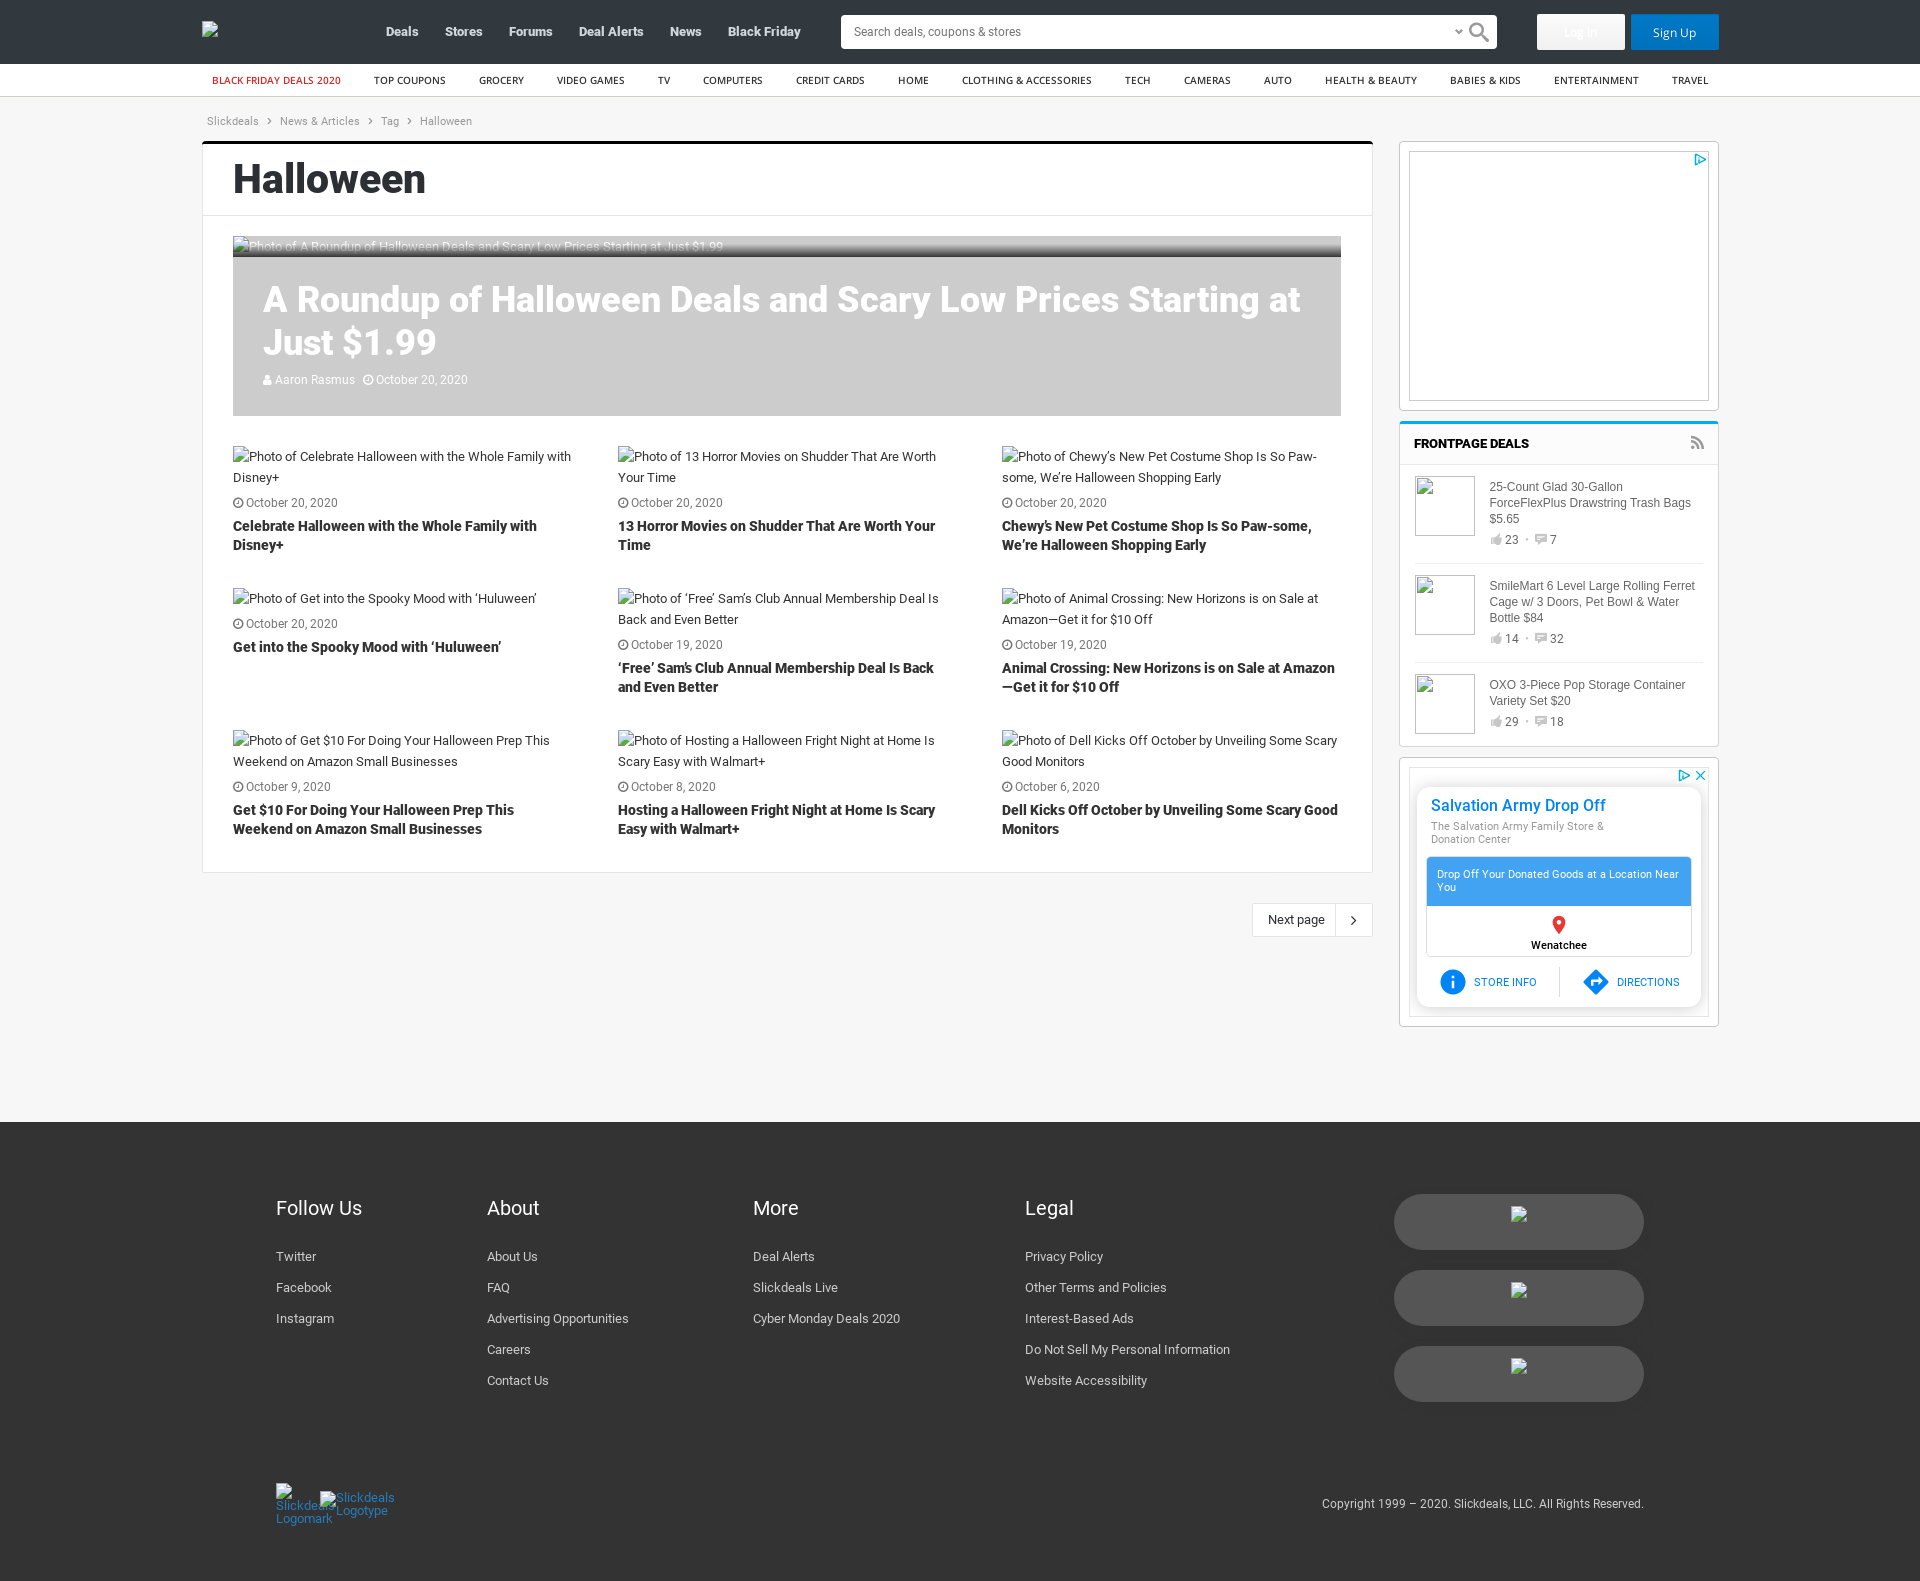 Deals Stores Forums Deal Alerts News Black Friday
Search deals, coupons & stores
Log In
Sign Up
BLACK FRIDAY DEALS 2020 TOP COUPONS GROCERY VIDEO GAMES TV COMPUTERS CREDIT CARDS HOME CLOTHING & ACCESSORIES TECH CAMERAS AUTO HEALTH & BEAUTY BABIES & KIDS ENTERTAINMENT TRAVEL
Slickdeals > News & Articles > Tag > Halloween
Halloween
Photo of A Roundup of Halloween Deals and Scary Low Prices Starting at Just $1.99
A Roundup of Halloween Deals and Scary Low Prices Starting at
Just $1.99
Aaron Rasmus October 20, 2020
Photo of Celebrate Halloween with the Whole Family with
Disney+
October 20, 2020
Celebrate Halloween with the Whole Family with
Disney+
Photo of 13 Horror Movies on Shudder That Are Worth
Your Time
October 20, 2020
13 Horror Movies on Shudder That Are Worth Your
Time
Photo of Chewy’s New Pet Costume Shop Is So Paw-
some, We’re Halloween Shopping Early
October 20, 2020
Chewy’s New Pet Costume Shop Is So Paw-some,
We’re Halloween Shopping Early
Photo of Get into the Spooky Mood with ‘Huluween’
October 20, 2020
Get into the Spooky Mood with ‘Huluween’
Photo of ‘Free’ Sam’s Club Annual Membership Deal Is
Back and Even Better
October 19, 2020
‘Free’ Sam’s Club Annual Membership Deal Is Back
and Even Better
Photo of Animal Crossing: New Horizons is on Sale at
Amazon—Get it for $10 Off
October 19, 2020
Animal Crossing: New Horizons is on Sale at Amazon
—Get it for $10 Off
Photo of Get $10 For Doing Your Halloween Prep This
Weekend on Amazon Small Businesses
October 9, 2020
Get $10 For Doing Your Halloween Prep This
Weekend on Amazon Small Businesses
Photo of Hosting a Halloween Fright Night at Home Is
Scary Easy with Walmart+
October 8, 2020
Hosting a Halloween Fright Night at Home Is Scary
Easy with Walmart+
Photo of Dell Kicks Off October by Unveiling Some Scary
Good Monitors
October 6, 2020
Dell Kicks Off October by Unveiling Some Scary Good
Monitors
Next page
FRONTPAGE DEALS
25-Count Glad 30-Gallon
ForceFlexPlus Drawstring Trash Bags
$5.65
23 • 7
SmileMart 6 Level Large Rolling Ferret
Cage w/ 3 Doors, Pet Bowl & Water
Bottle $84
14 • 32
OXO 3-Piece Pop Storage Container
Variety Set $20
29 • 18
Salvation Army Drop Off
The Salvation Army Family Store &
Donation Center
Drop Off Your Donated Goods at a Location Near
You
Wenatchee
STORE INFO
DIRECTIONS
Follow Us
Twitter
Facebook
Instagram
About
About Us
FAQ
Advertising Opportunities
Careers
Contact Us
More
Deal Alerts
Slickdeals Live
Cyber Monday Deals 2020
Legal
Privacy Policy
Other Terms and Policies
Interest-Based Ads
Do Not Sell My Personal Information
Website Accessibility
Slickdeals
Logomark
Slickdeals
Logotype
Copyright 1999 – 2020. Slickdeals, LLC. All Rights Reserved.